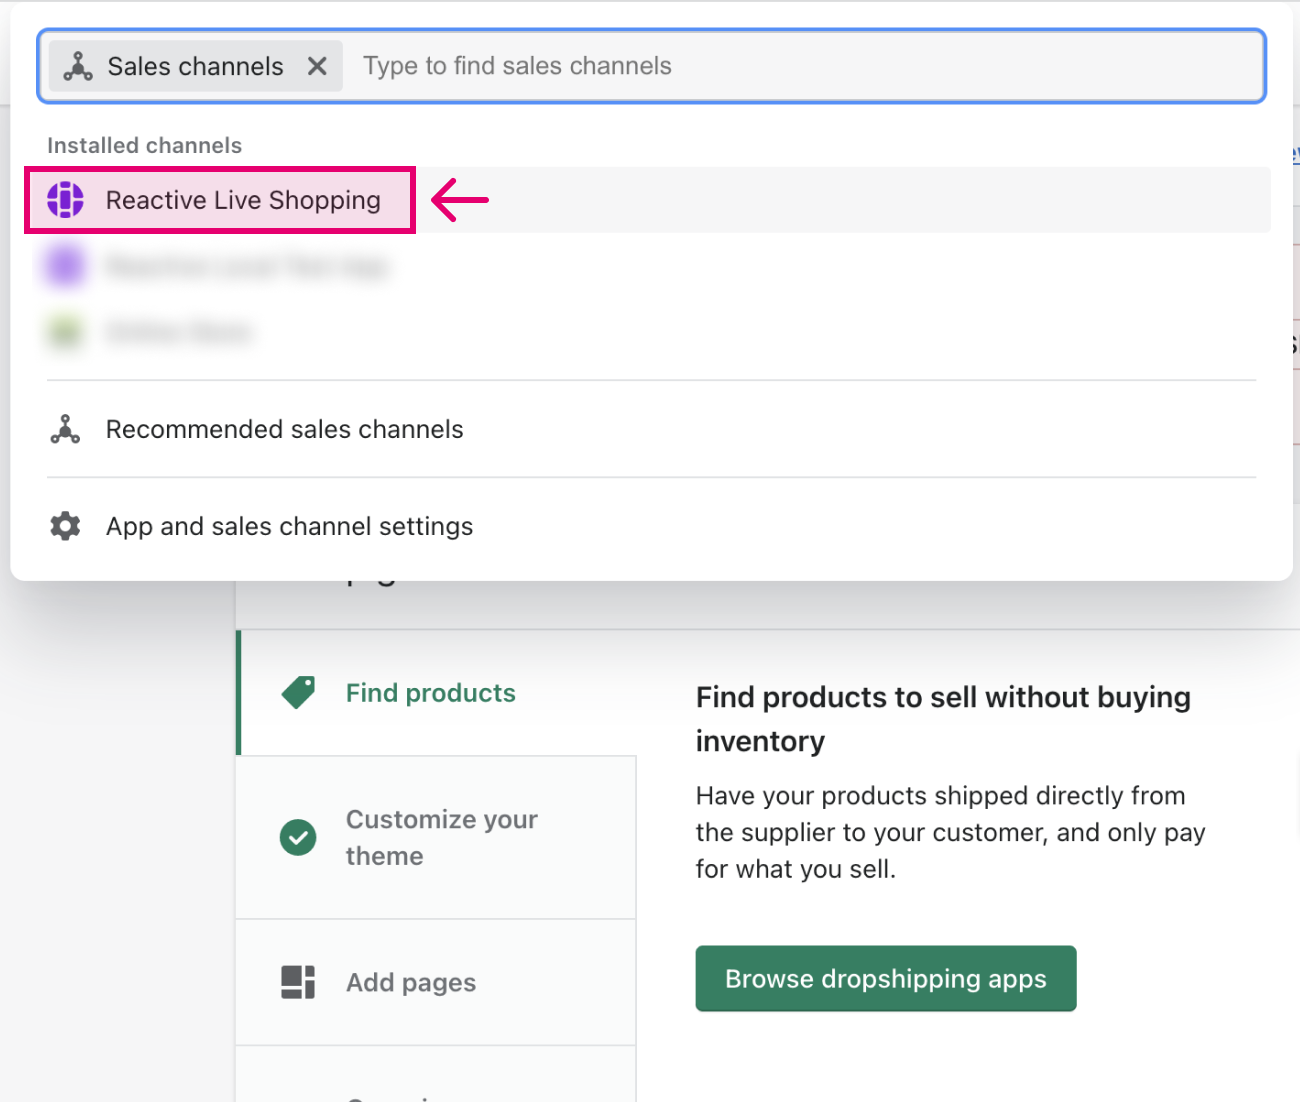 Sales channels
Type to find sales channels
Installed channels
Reactive Live Shopping
Recommended sales channels
App and sales channel settings
Find products
Find products to sell without buying
inventory
Have your products shipped directly from
the supplier to your customer, and only pay
for what you sell.
Customize your
theme
Add pages
Browse dropshipping apps